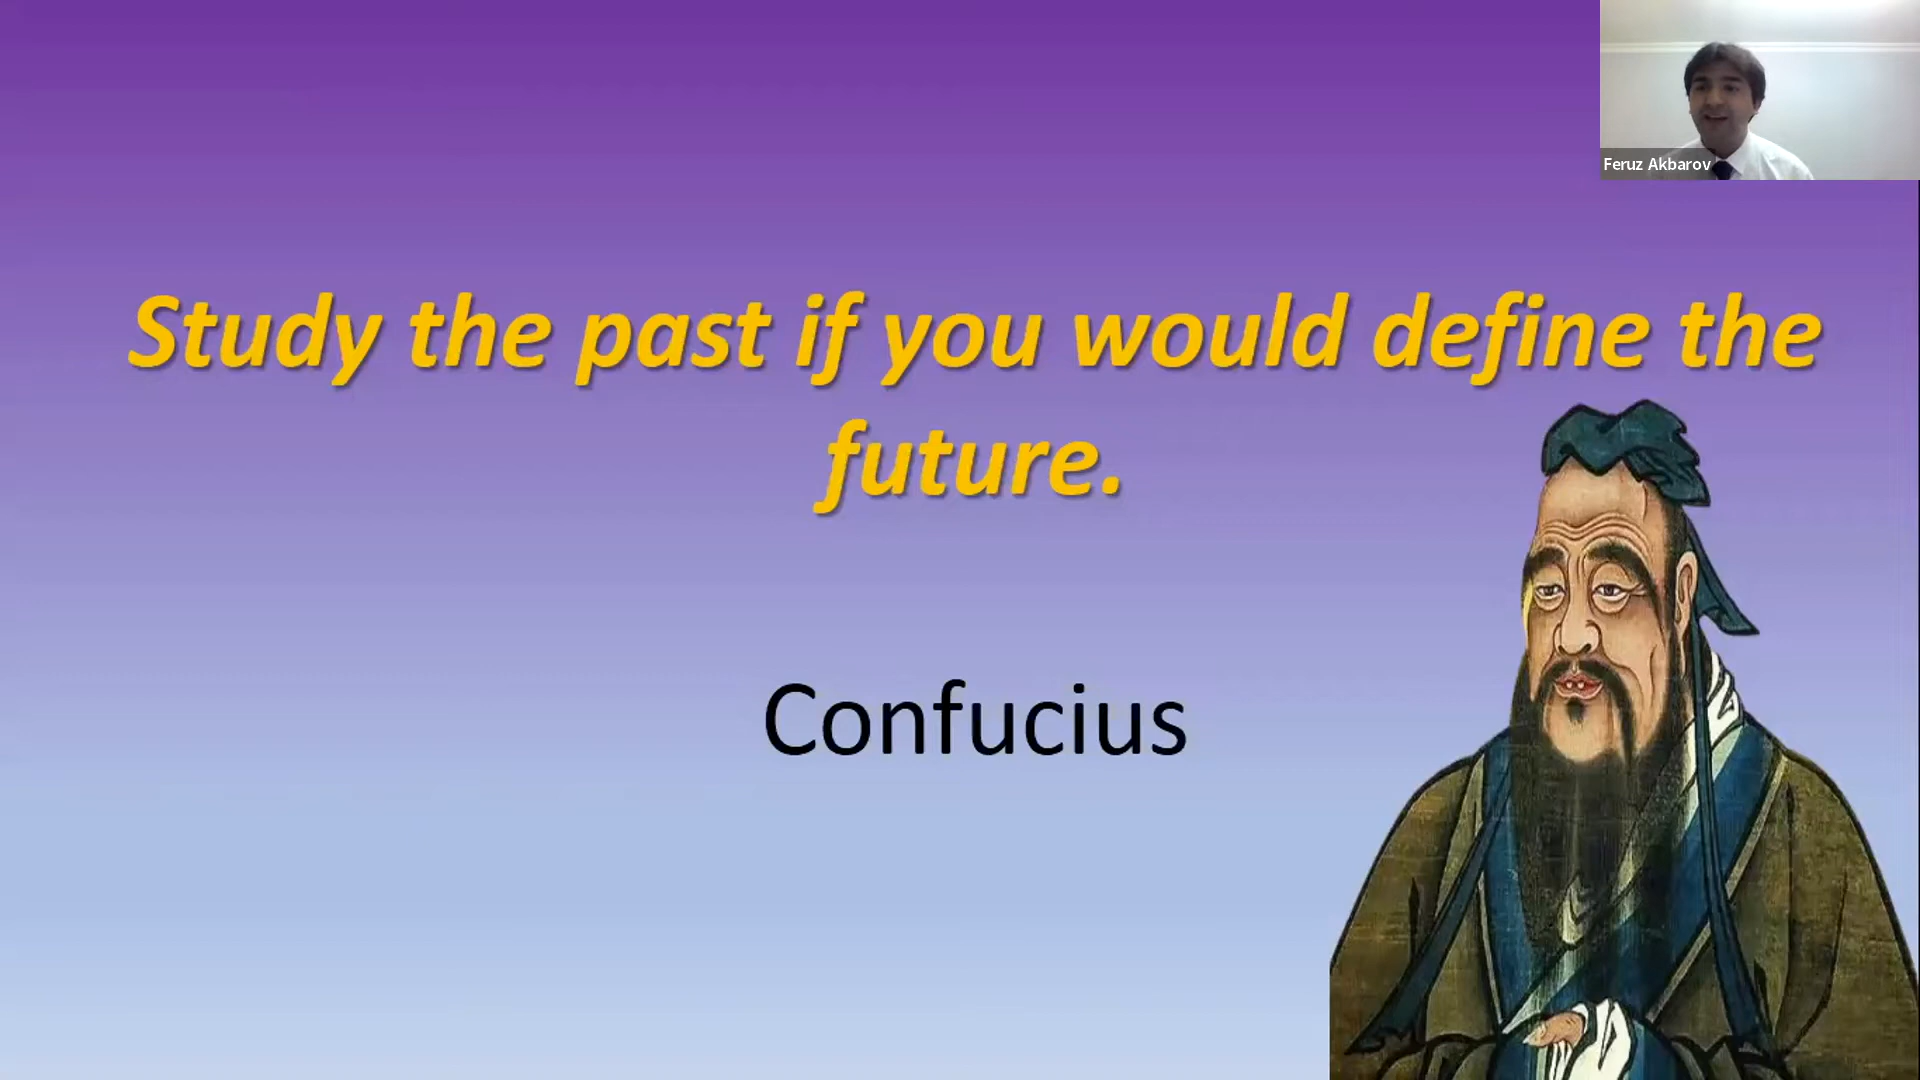 Feruz Akbarov
Study the past if you would define the
future.
Confucius